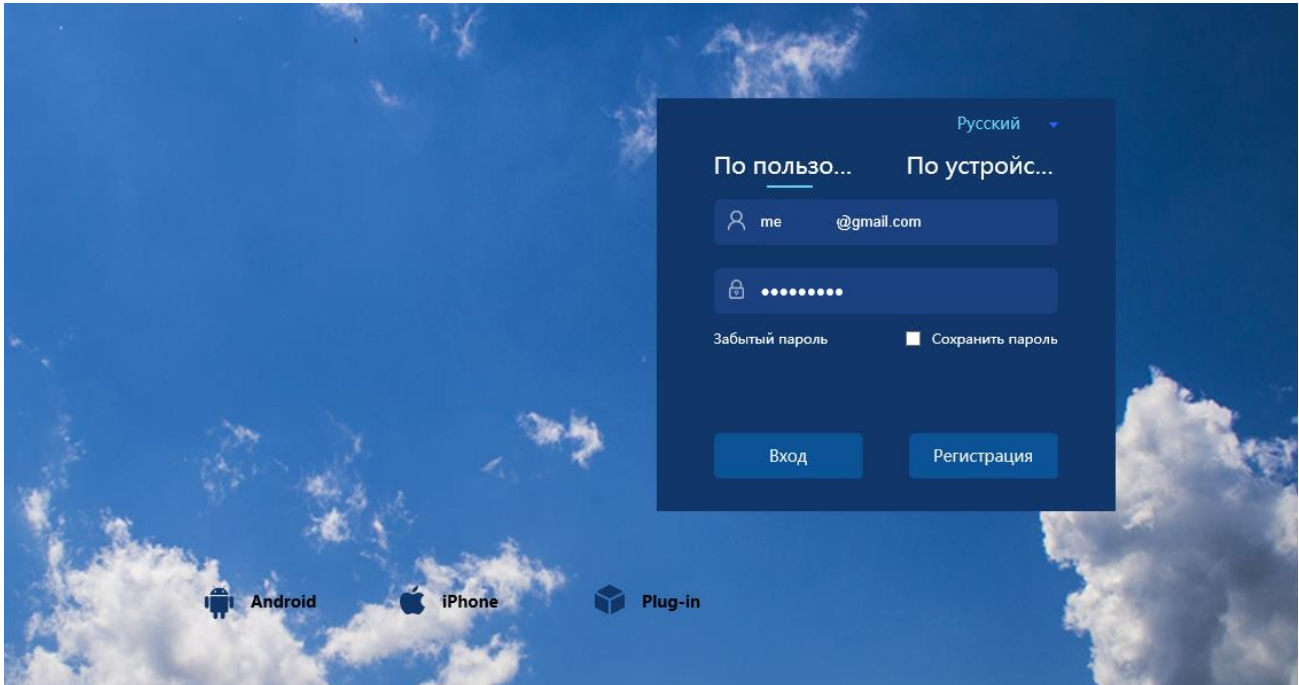 Русский
По пользо... По устройс...
me @gmail.com
•••••••••
Забытый пароль Сохранить пароль
Вход Регистрация
Android iPhone Plug-in